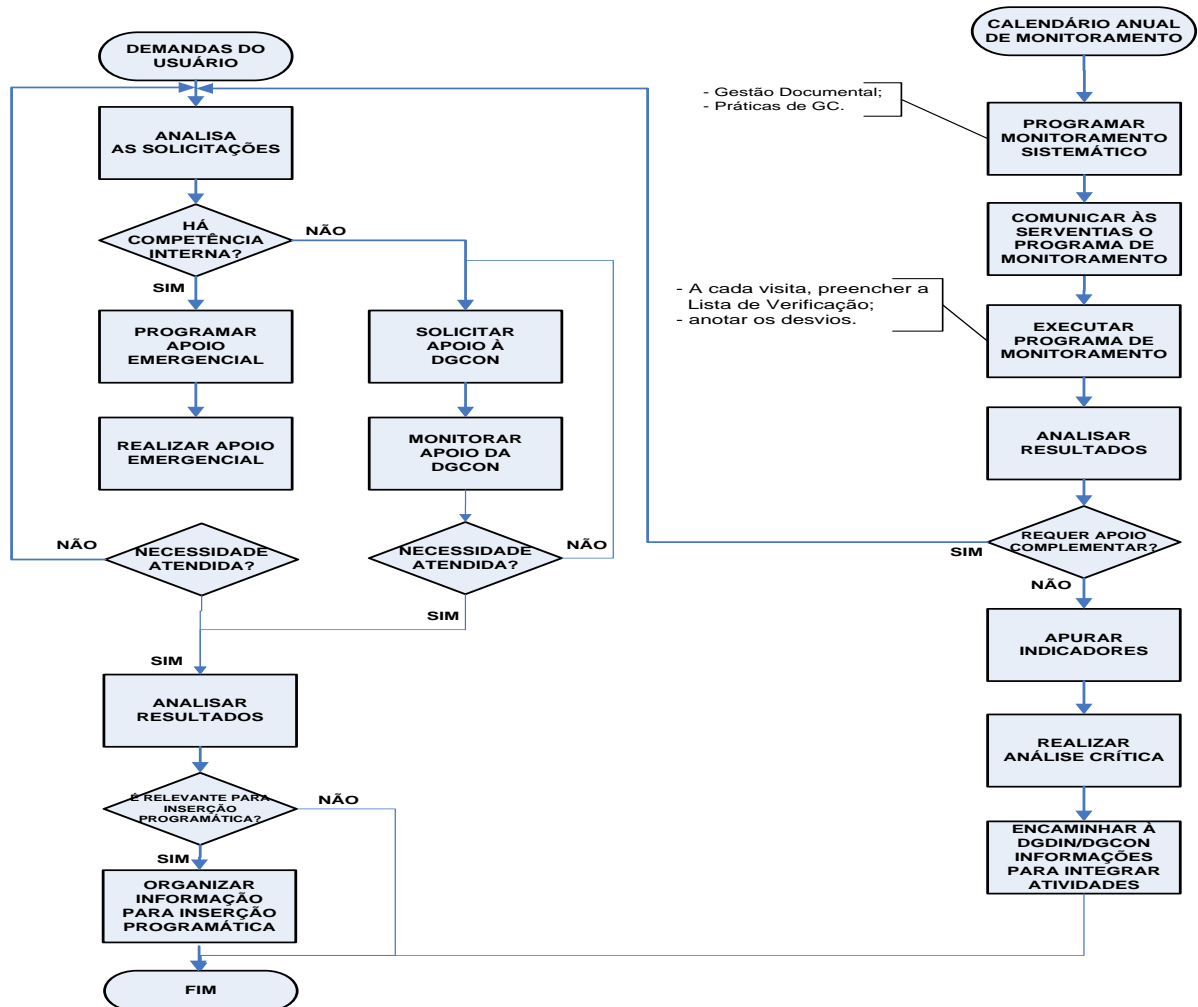 DEMANDAS DO
USUÁRIO
ANALISA
AS SOLICITAÇÕES
HÁ
COMPETÊNCIA
INTERNA?
NÃO
SIM
PROGRAMAR
APOIO
EMERGENCIAL
REALIZAR APOIO
EMERGENCIAL
SOLICITAR
APOIO À
DGCON
MONITORAR
APOIO DA
DGCON
NÃO
NECESSIDADE
ATENDIDA?
NECESSIDADE
ATENDIDA?
NÃO
SIM
SIM
ANALISAR
RESULTADOS
É RELEVANTE PARA
INSERÇÃO
PROGRAMÁTICA?
NÃO
SIM
ORGANIZAR
INFORMAÇÃO
PARA INSERÇÃO
PROGRAMÁTICA
FIM
CALENDÁRIO ANUAL
DE MONITORAMENTO
- Gestão Documental;
- Práticas de GC.
PROGRAMAR
MONITORAMENTO
SISTEMÁTICO
COMUNICAR ÀS
SERVENTIAS O
PROGRAMA DE
MONITORAMENTO
- A cada visita, preencher a
Lista de Verificação;
- anotar os desvios.
EXECUTAR
PROGRAMA DE
MONITORAMENTO
ANALISAR
RESULTADOS
REQUER APOIO
COMPLEMENTAR?
SIM
NÃO
APURAR
INDICADORES
REALIZAR
ANÁLISE CRÍTICA
ENCAMINHAR À
DGDIN/DGCON
INFORMAÇÕES
PARA INTEGRAR
ATIVIDADES